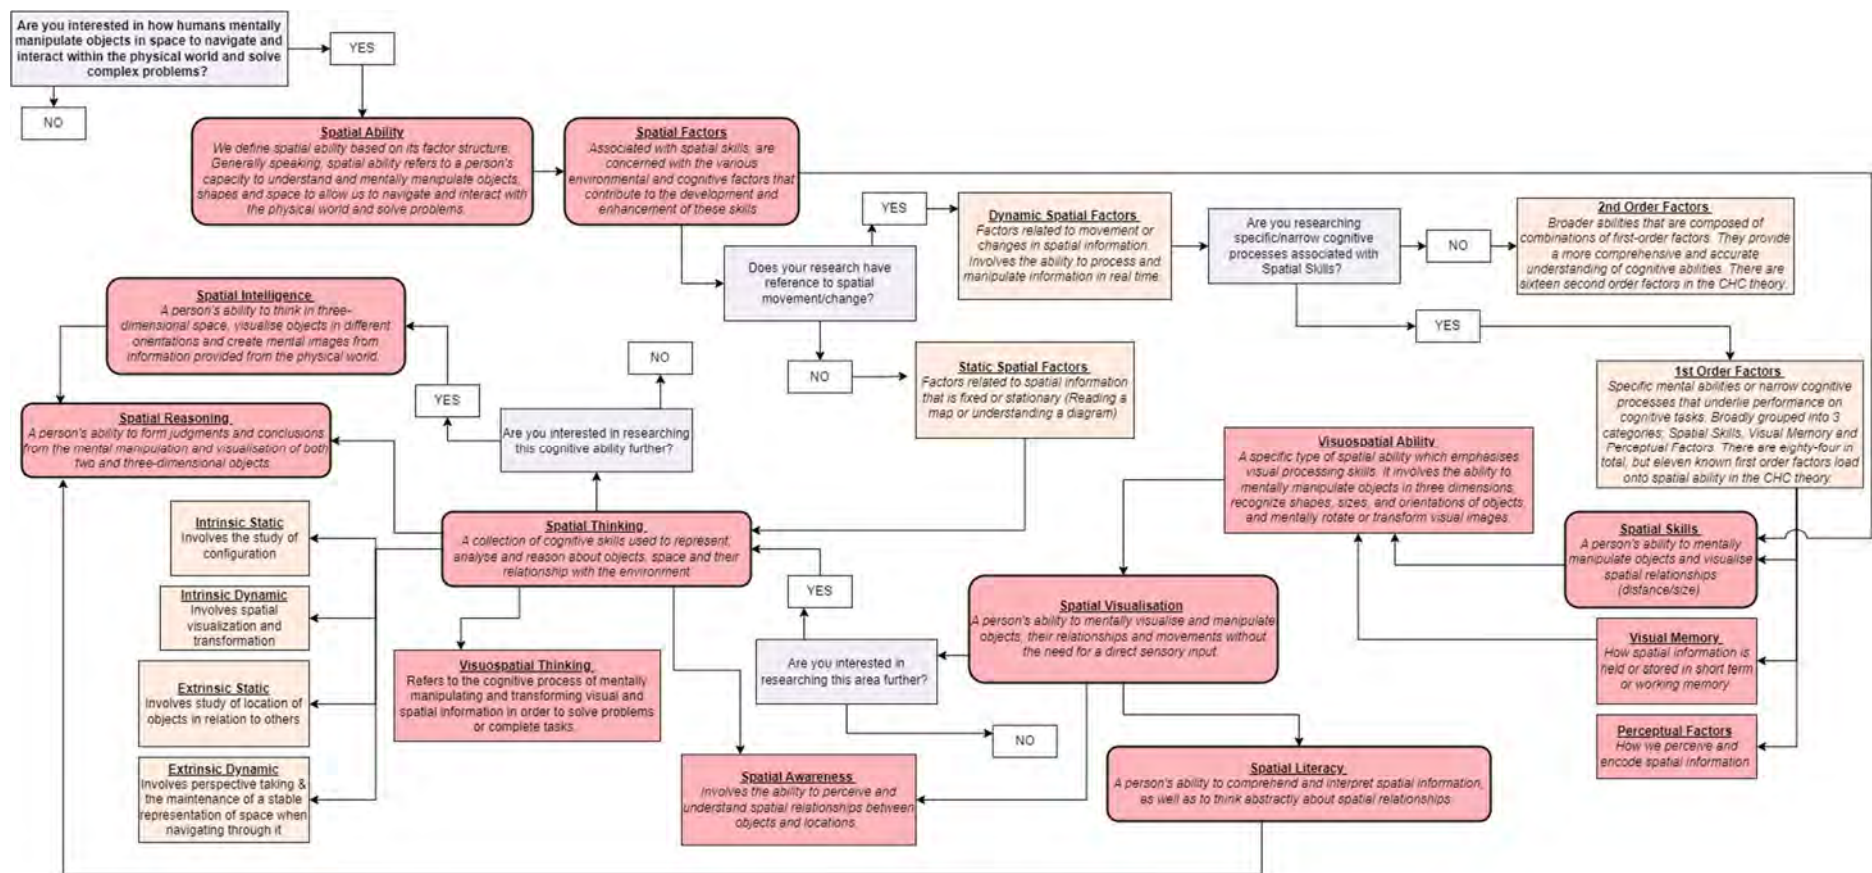 Are you interested in how humans mentally
manipulate objects in space to navigate and
interact within the physical world and solve
complex problems?
YES
NO
Spatial Ability
We define spatial ability based on its factor structure.
Generally speaking, spatial ability refers to a person's
capacity to understand and mentally manipulate objects,
shapes and space to allow us to navigate and interact with
the physical world and solve problems.
Spatial Factors
Associated with spatial skills, are
concerned with the various
environmental and cognitive factors that
contribute to the development and
enhancement of these skills
YES
Does your research have
reference to spatial
movement/change?
NO
Dynamic Spatial Factors
Factors related to movement or
changes in spatial information.
Involves the ability to process and
manipulate information in real time.
Are you researching
specific/narrow cognitive
processes associated with
Spatial Skills?
NO
2nd Order Factors
Broader abilities that are composed of
combinations of first-order factors. They provide
a more comprehensive and accurate
understanding of cognitive abilities. There are
sixteen second order factors in the CHC theory.
YES
1st Order Factors
Specific mental abilities or narrow cognitive
processes that underlie performance on
cognitive tasks. Broadly grouped into 3
categories; Spatial Skills, Visual Memory and
Perceptual Factors. There are eighty-four in
total, but eleven known first order factors load
onto spatial ability in the CHC theory.
Static Spatial Factors
Factors related to spatial information
that is fixed or stationary (Reading a
map or understanding a diagram)
Spatial Intelligence
A person's ability to think in three-
dimensional space, visualise objects in different
orientations and create mental images from
information provided from the physical world.
NO
YES
Are you interested in researching
this cognitive ability further?
Spatial Reasoning
A person's ability to form judgments and conclusions
from the mental manipulation and visualisation of both
two and three-dimensional objects.
Visuospatial Ability
A specific type of spatial ability which emphasises
visual processing skills. It involves the ability to
mentally manipulate objects in three dimensions,
recognize shapes, sizes, and orientations of objects,
and mentally rotate or transform visual images.
Spatial Skills
A person's ability to mentally
manipulate objects and visualise
spatial relationships
(distance/size)
Visual Memory
How spatial information is
held or stored in short term
or working memory
Perceptual Factors
How we perceive and
encode spatial information
Spatial Thinking
A collection of cognitive skills used to represent,
analyse and reason about objects, space and their
relationship with the environment
Intrinsic Static
Involves the study of
configuration
Intrinsic Dynamic
Involves spatial
visualization and
transformation
Extrinsic Static
Involves study of location of
objects in relation to others
Extrinsic Dynamic
Involves perspective taking &
the maintenance of a stable
representation of space when
navigating through it
Visuospatial Thinking
Refers to the cognitive process of mentally
manipulating and transforming visual and
spatial information in order to solve problems
or complete tasks.
YES
Are you interested in
researching this area further?
NO
Spatial Visualisation
A person's ability to mentally visualise and manipulate
objects, their relationships and movements without
the need for a direct sensory input.
Spatial Awareness
Involves the ability to perceive and
understand spatial relationships between
objects and locations.
Spatial Literacy
A person's ability to comprehend and interpret spatial information,
as well as to think abstractly about spatial relationships.